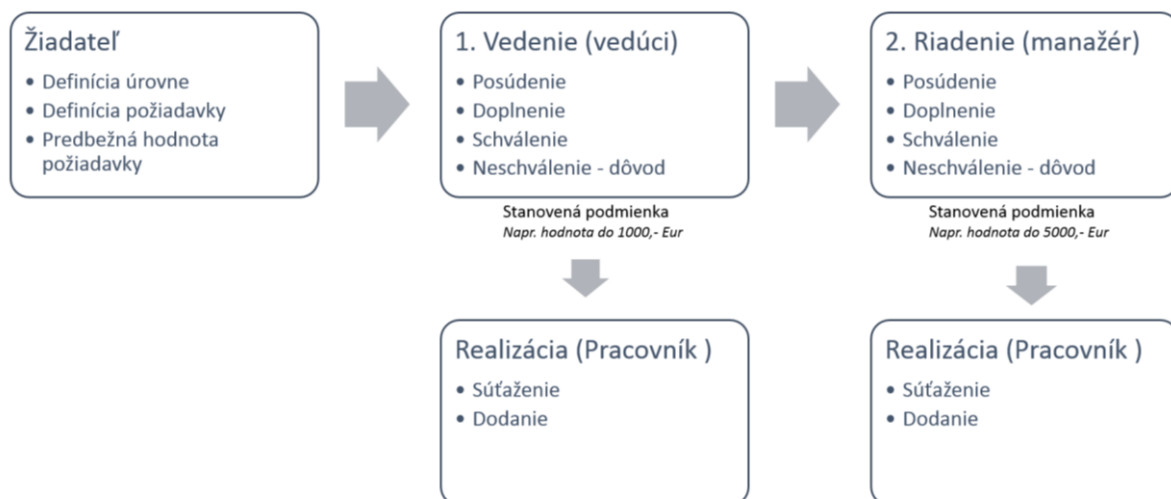 Žiadateľ
• Definícia úrovne
• Definícia požiadavky
• Predbežná hodnota
požiadavky
1. Vedenie (vedúci)
• Posúdenie
• Doplnenie
• Schválenie
• Neschválenie - dôvod
Stanovená podmienka
Napr. hodnota do 1000,- Eur
2. Riadenie (manažér)
• Posúdenie
• Doplnenie
• Schválenie
• Neschválenie - dôvod
Stanovená podmienka
Napr. hodnota do 5000,- Eur
Realizácia (Pracovník )
• Súťaženie
• Dodanie
Realizácia (Pracovník )
• Súťaženie
• Dodanie